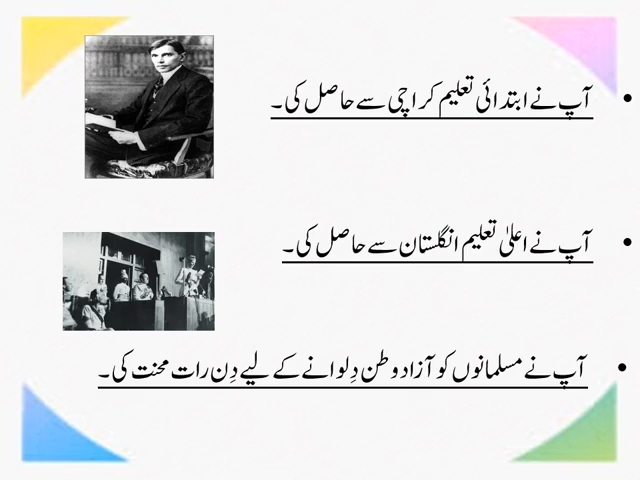 آپ نے ابتدائی تعلیم کراچی سے حاصل کی۔
آپ نے اعلیٰ تعلیم انگلستان سے حاصل کی۔
آپ نے مسلمانوں کو آزاد وطن دِلوانے کے لیے دِن رات محنت کی۔